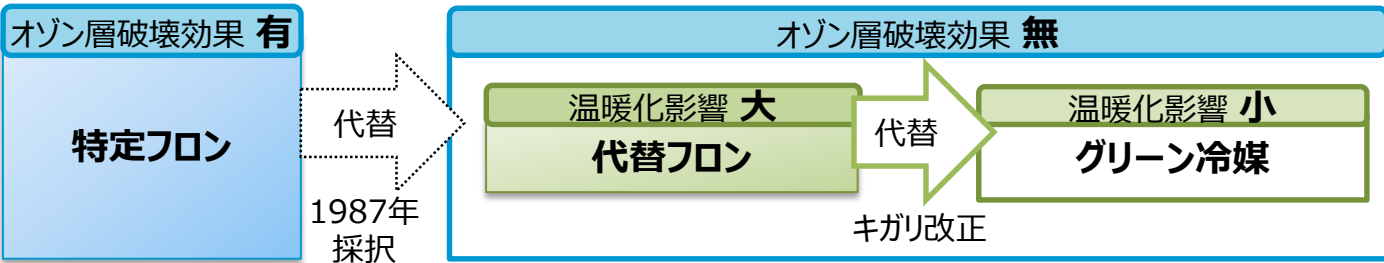 オゾン層破壊効果 有
特定フロン
代替
1987年
採択
オゾン層破壊効果 無
温暖化影響 大
代替フロン
代替
キガリ改正
温暖化影響 小
グリーン冷媒